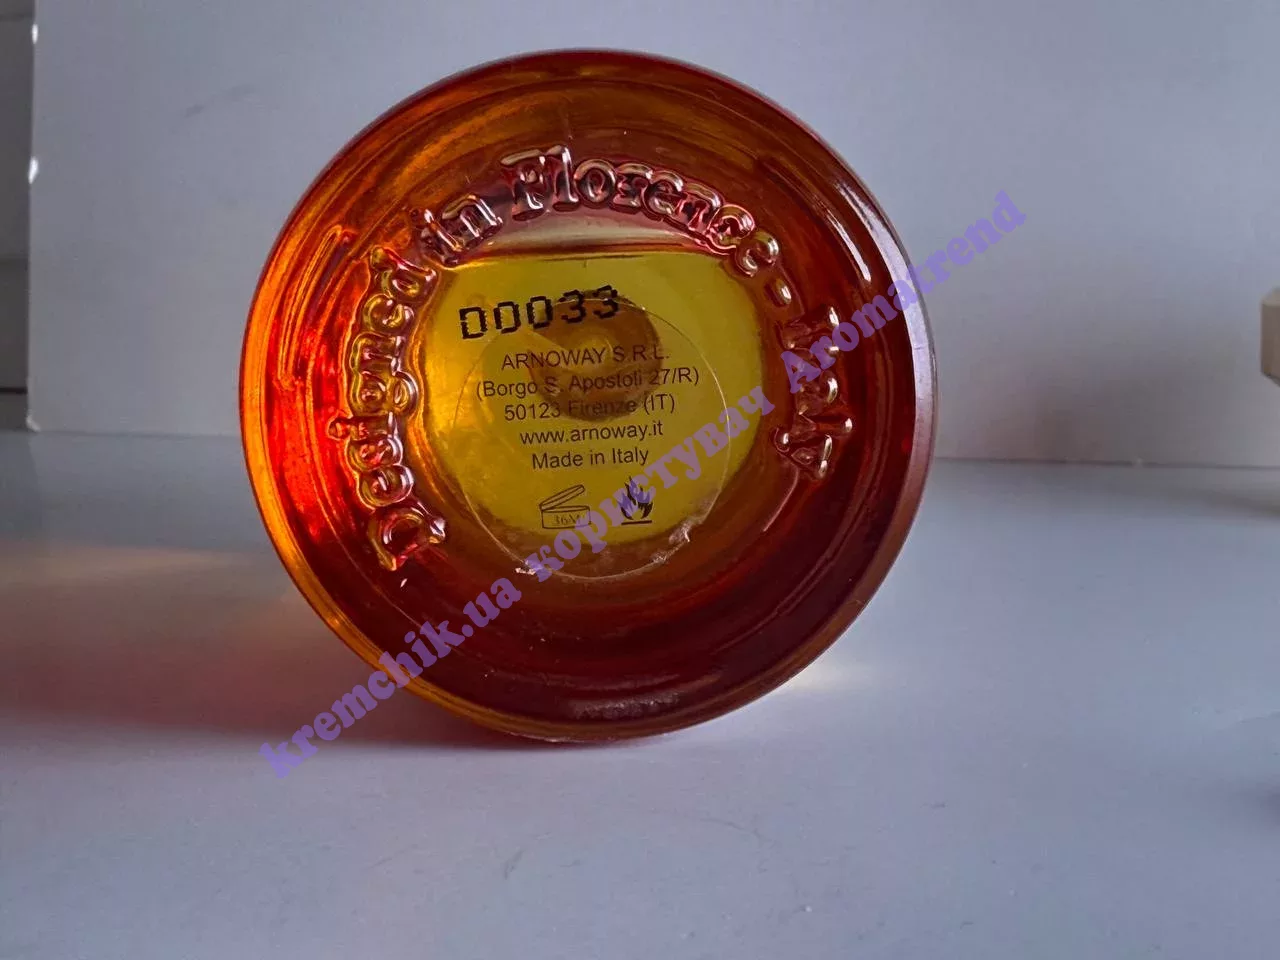 Designed in Florence - Italy
D0033
ARNOWAY S.R.L.
(Borgo S. Apostoli 27/R)
50123 Firenze (IT)
www.arnoway.it
Made in Italy
36M
kremchik.ua користувач Aromatrend